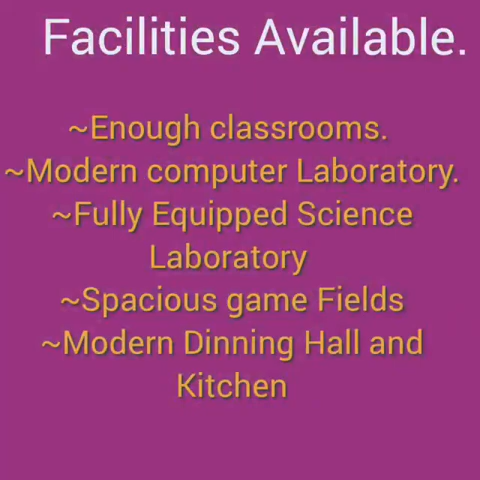 Facilities Available.
~Enough classrooms.
~Modern computer Laboratory.
~Fully Equipped Science
Laboratory
~Spacious game Fields
~Modern Dinning Hall and
Kitchen